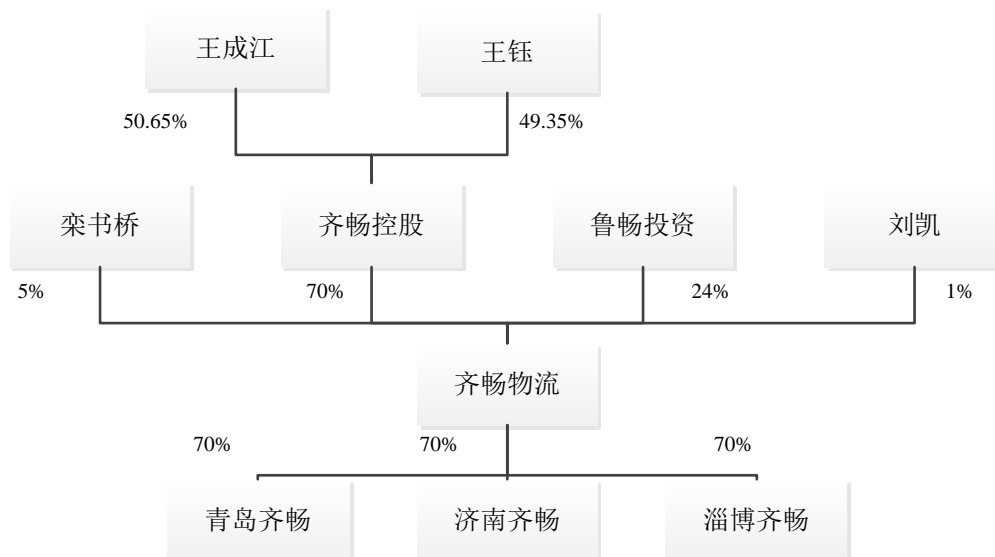 王成江
王钰
50.65%
49.35%
栾书桥
齐畅控股
鲁畅投资
刘凯
5%
70%
24%
1%
齐畅物流
70%
70%
70%
青岛齐畅
济南齐畅
淄博齐畅